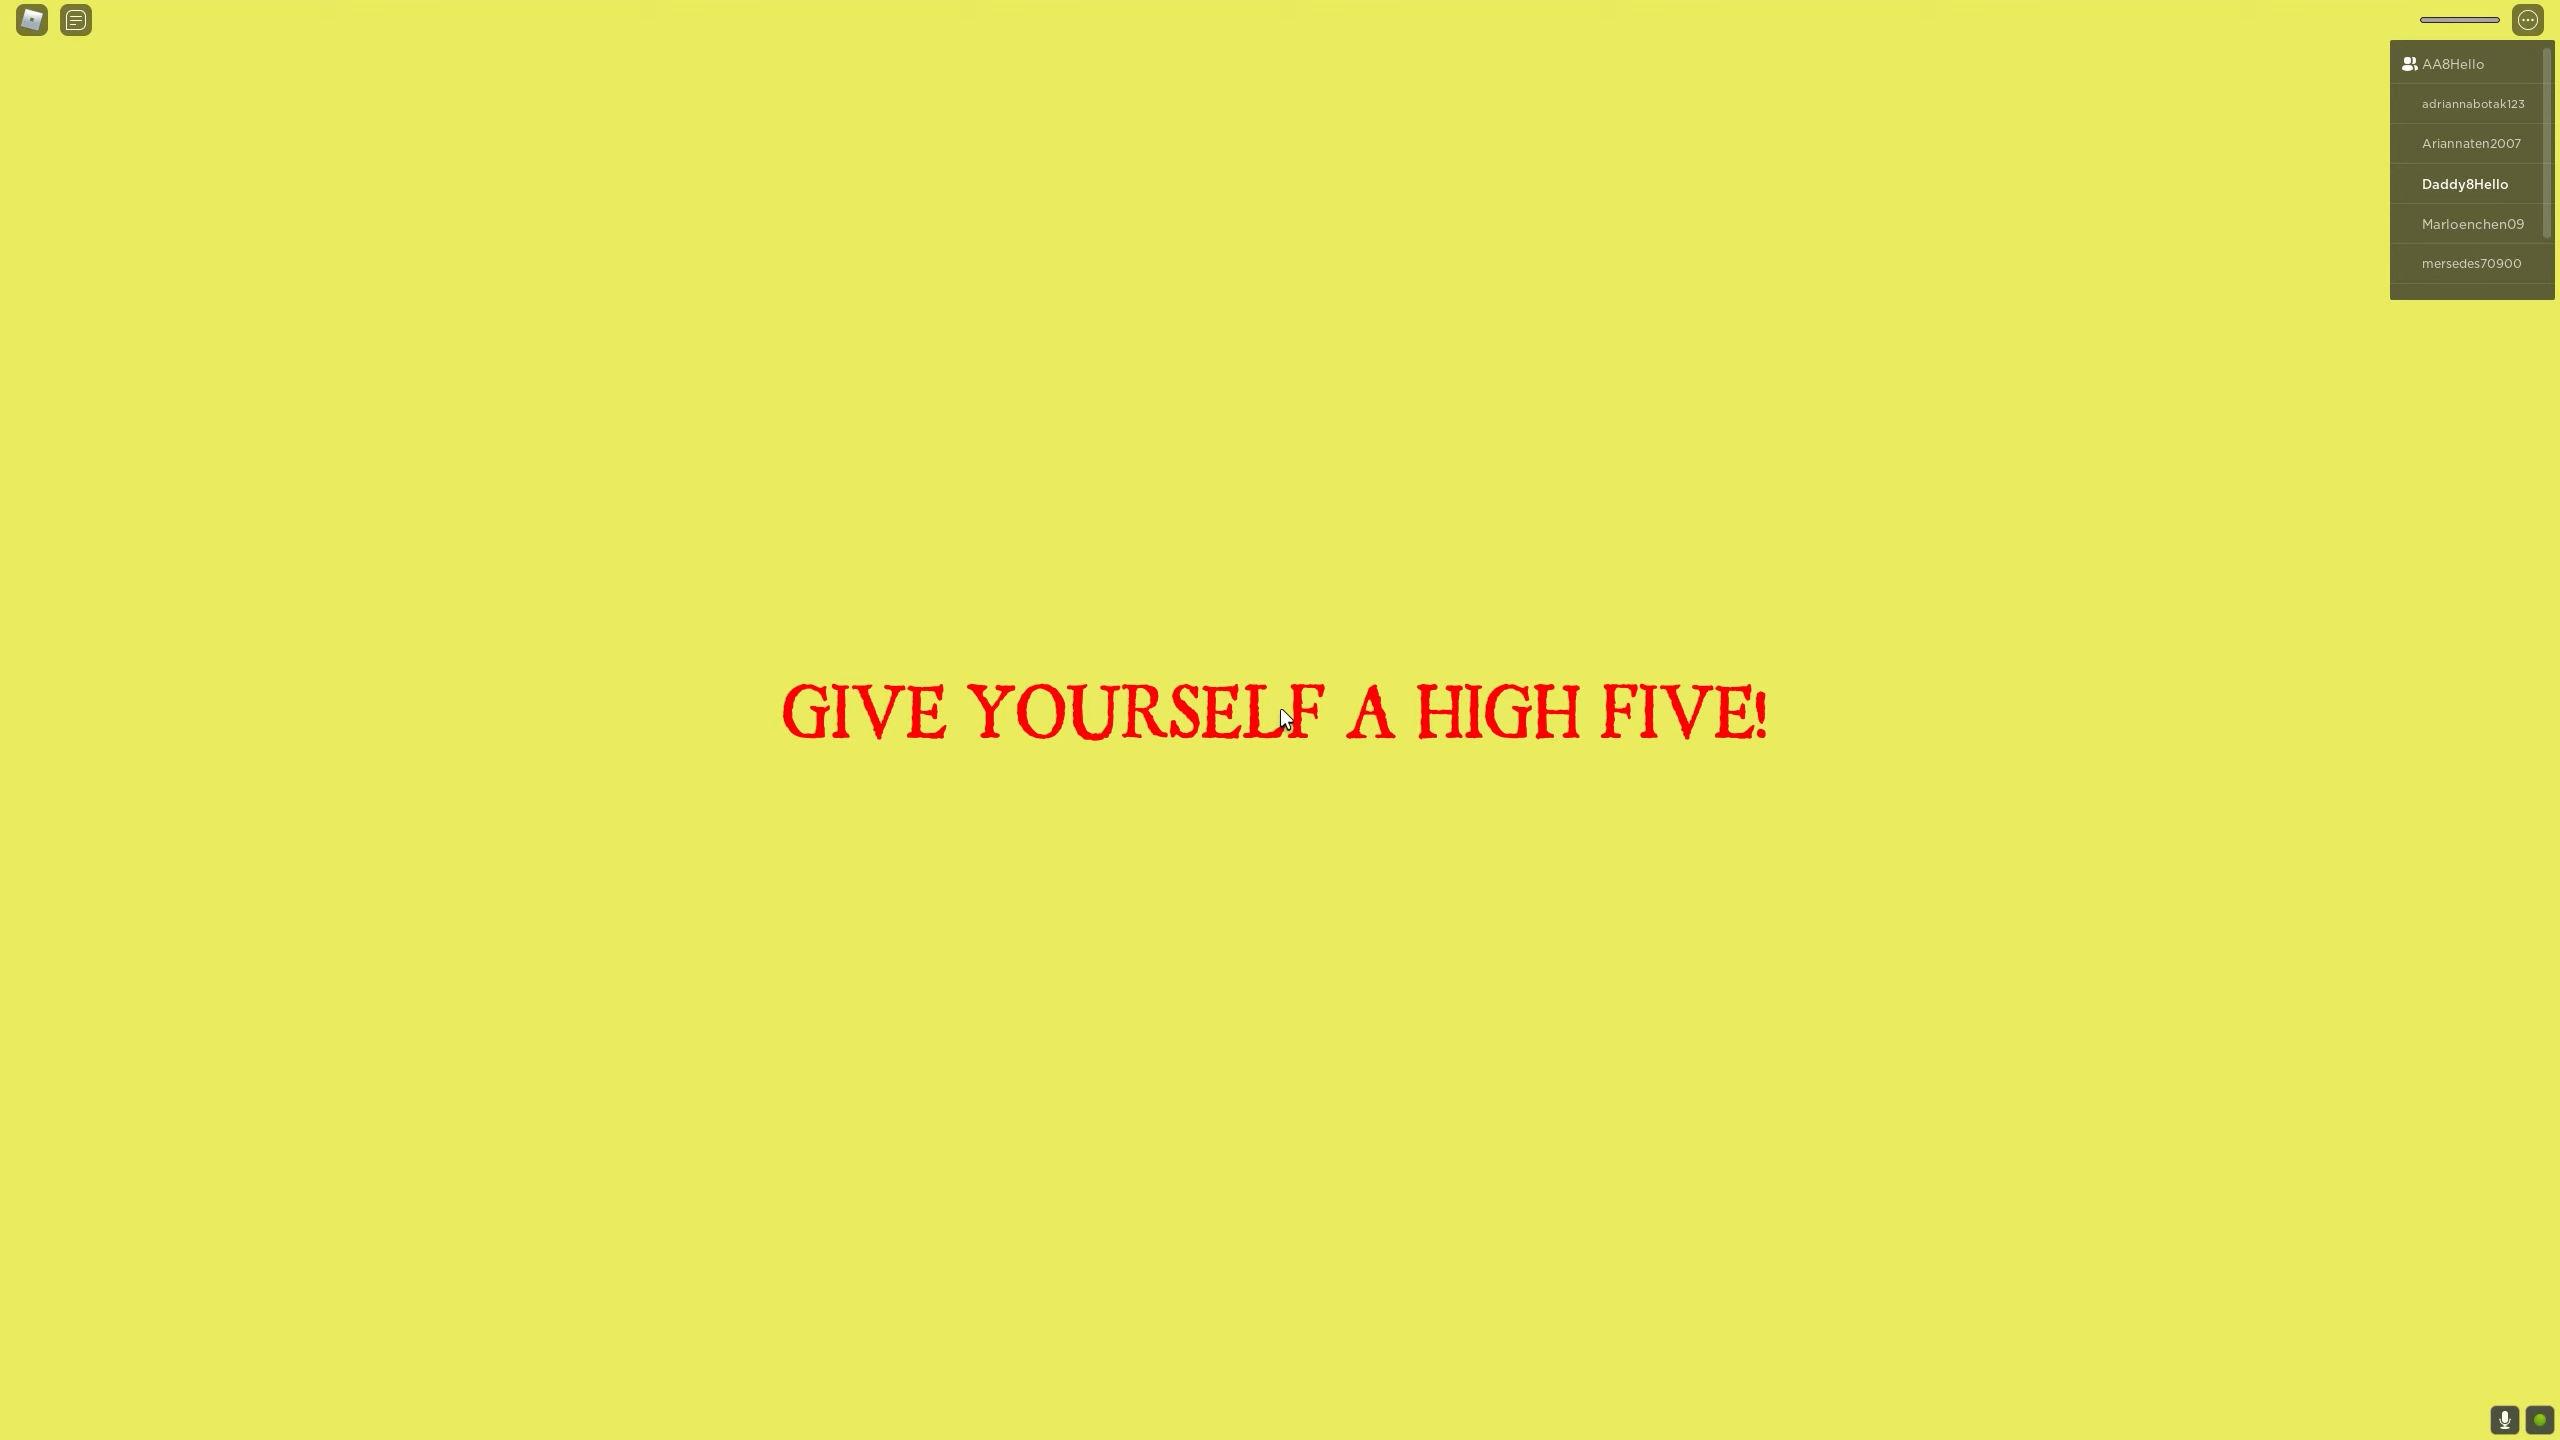 AA8Hello
adriannabotak123
Ariannaten2007
Daddy8Hello
Marloenchen09
mersedes70900
GIVE YOURSELF A HIGH FIVE!